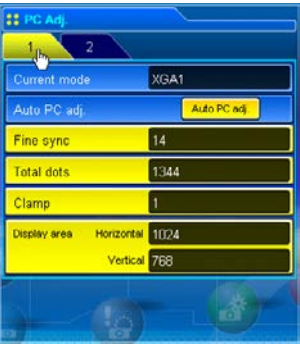 PC Adj.
1 2
Current mode XGA1
Auto PC adj. Auto PC adj.
Fine sync 14
Total dots 1344
Clamp 1
Display area Horizontal 1024
Vertical 768